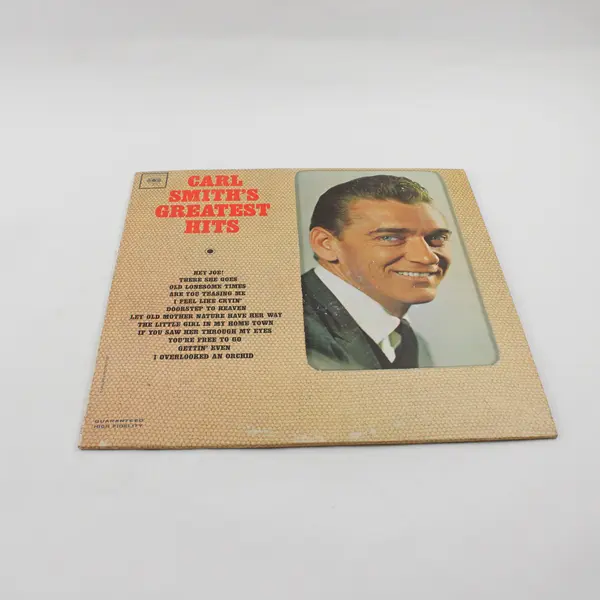 CBS
CARL
SMITH'S
GREATEST
HITS
HEY JOE!
THERE SHE GOES
OLD LONESOME TIMES
ARE YOU TEASING ME
I FEEL LIKE CRYIN'
DOORSTEP TO HEAVEN
LET OLD MOTHER NATURE HAVE HER WAY
THE LITTLE GIRL IN MY HOME TOWN
IF YOU SAW HER THROUGH MY EYES
YOU'RE FREE TO GO
GETTIN' EVEN
I OVERLOOKED AN ORCHID
GUARANTEED
HIGH FIDELITY